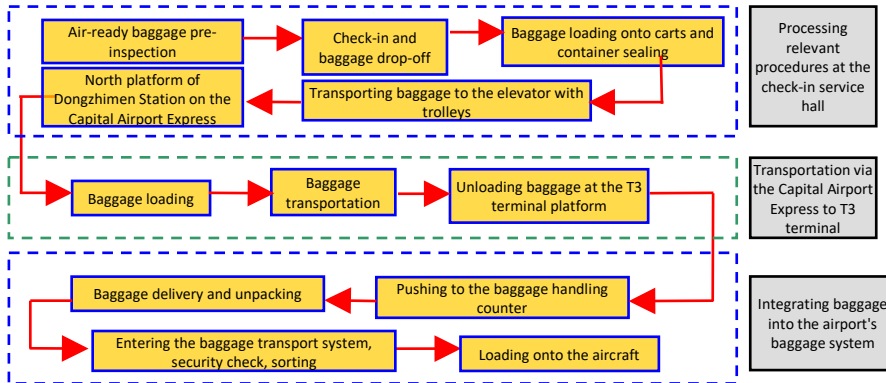 Air-ready baggage pre-
inspection
Check-in and
baggage drop-off
Baggage loading onto carts and
container sealing
Processing
relevant
procedures at the
check-in service
hall
Transporting baggage to the elevator with
trolleys
North platform of
Dongzhimen Station on the
Capital Airport Express
Baggage loading
Baggage
transportation
Unloading baggage at the T3
terminal platform
Transportation via
the Capital Airport
Express to T3
terminal
Pushing to the baggage handling
counter
Baggage delivery and unpacking
Entering the baggage transport system,
security check, sorting
Loading onto the aircraft
Integrating baggage
into the airport's
baggage system